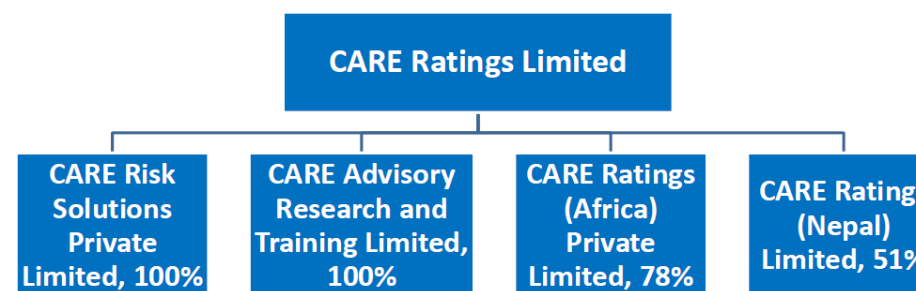 CARE Ratings Limited
CARE Risk
Solutions
Private
Limited, 100%
CARE Advisory
Research and
Training Limited,
100%
CARE Ratings
(Africa)
Private
Limited, 78%
CARE Rating
(Nepal)
Limited, 51%